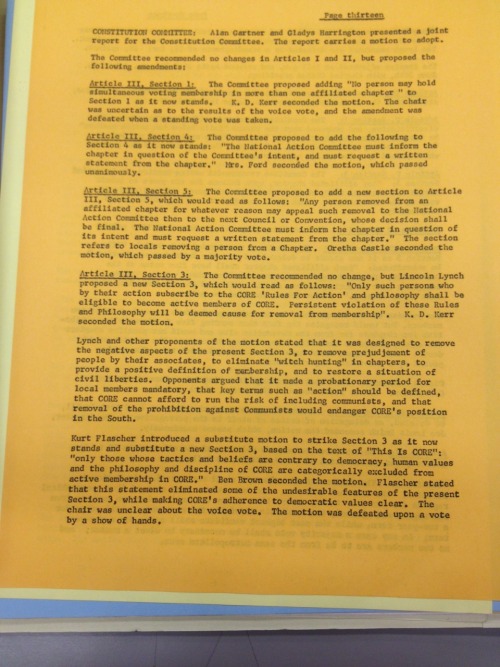 Page thirteen
CONSTITUTION COMMITTEE: Alan Gartner and Gladys Harrington presented a joint
report for the Constitution Committee. The report carries a motion to adopt.
The Committee recommended no changes in Articles I and II, but proposed the
following amendments:
Article III, Section 1: The Committee proposed adding "No person may hold
simultaneous voting membership in more than one affiliated chapter " to
Section 1 as it now stands. K. D. Kerr seconded the motion. The chair
was uncertain as to the results of the voice vote, and the amendment was
defeated when a standing vote was taken.
Article III, Section 4: The Committee proposed to add the following to
Section 4 as it now stands: "The National Action Committee must inform the
chapter in question of the Committee's intent, and must request a written
statement from the chapter." Mrs. Ford seconded the motion, which passed
unanimously.
Article III, Section 5: The Committee proposed to add a new section to Article
III, Section 5, which would read as follows: "Any person removed from an
affiliated chapter for whatever reason may appeal such removal to the National
Action Committee then to the next Council or Convention, whose decision shall
be final. The National Action Committee must inform the chapter in question of
its intent and must request a written statement from the chapter." The section
refers to locals removing a person from a Chapter. Oretha Castle seconded the
motion, which passed by a majority vote.
Article III, Section 3: The Committee recommended no change, but Lincoln Lynch
proposed a new Section 3, which would read as follows: "Only such persons who
by their action subscribe to the CORE 'Rules For Action' and philosophy shall be
eligible to become active members of CORE. Persistent violation of these Rules
and Philosophy will be deemed cause for removal from membership". K. D. Kerr
seconded the motion.
Lynch and other proponents of the motion stated that it was designed to remove
the negative aspects of the present Section 3, to remove prejudgement of
people by their associates, to eliminate "witch hunting" in chapters, to
provide a positive definition of membership, and to restore a situation of
civil liberties. Opponents argued that it made a probationary period for
local members mandatory, that key terms such as "action" should be defined,
that CORE cannot afford to run the risk of including communists, and that
removal of the prohibition against Communists would endanger CORE's position
in the South.
Kurt Flascher introduced a substitute motion to strike Section 3 as it now
stands and substitute a new Section 3, based on the text of "This Is CORE":
"only those whose tactics and beliefs are contrary to democracy, human values
and the philosophy and discipline of CORE are categorically excluded from
active membership in CORE." Ben Brown seconded the motion. Flascher stated
that this statement eliminated some of the undesirable features of the present
Section 3, while making CORE's adherence to democratic values clear. The
chair was unclear about the voice vote. The motion was defeated upon a vote
by a show of hands.